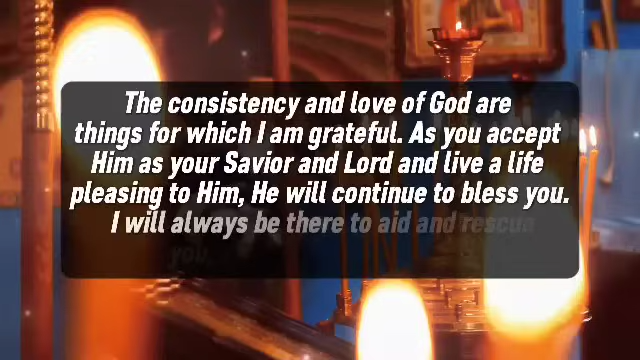 The consistency and love of God are
things for which I am grateful. As you accept
Him as your Savior and Lord and live a life
pleasing to Him, He will continue to bless you.
I will always be there to aid and rescue
you,